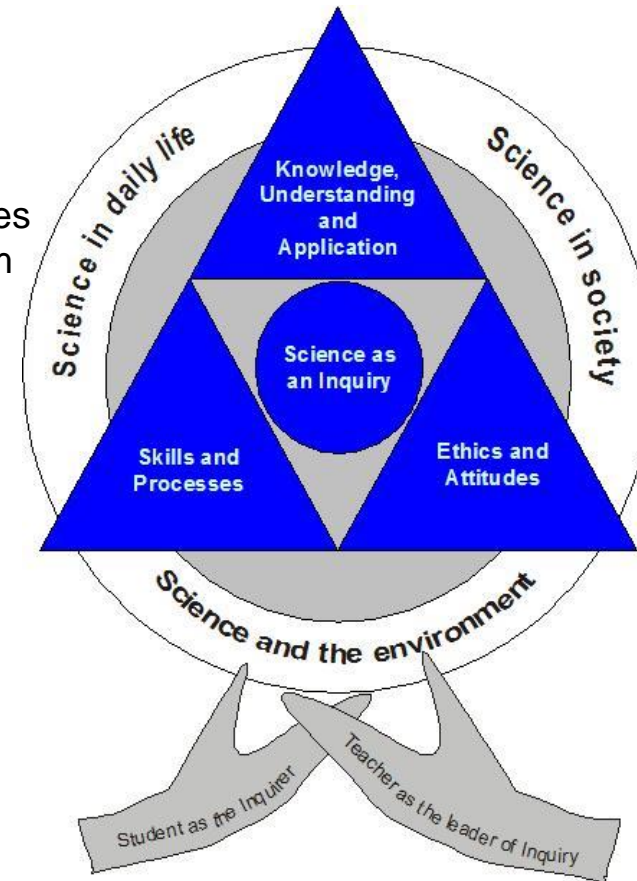 Science in daily life
Science in society
es
Knowledge,
Understanding
and
Application
Science as
an Inquiry
Skills and
Processes
Ethics and
Attitudes
Science and the environment
Student as the Inquirer
Teacher as the leader of Inquiry